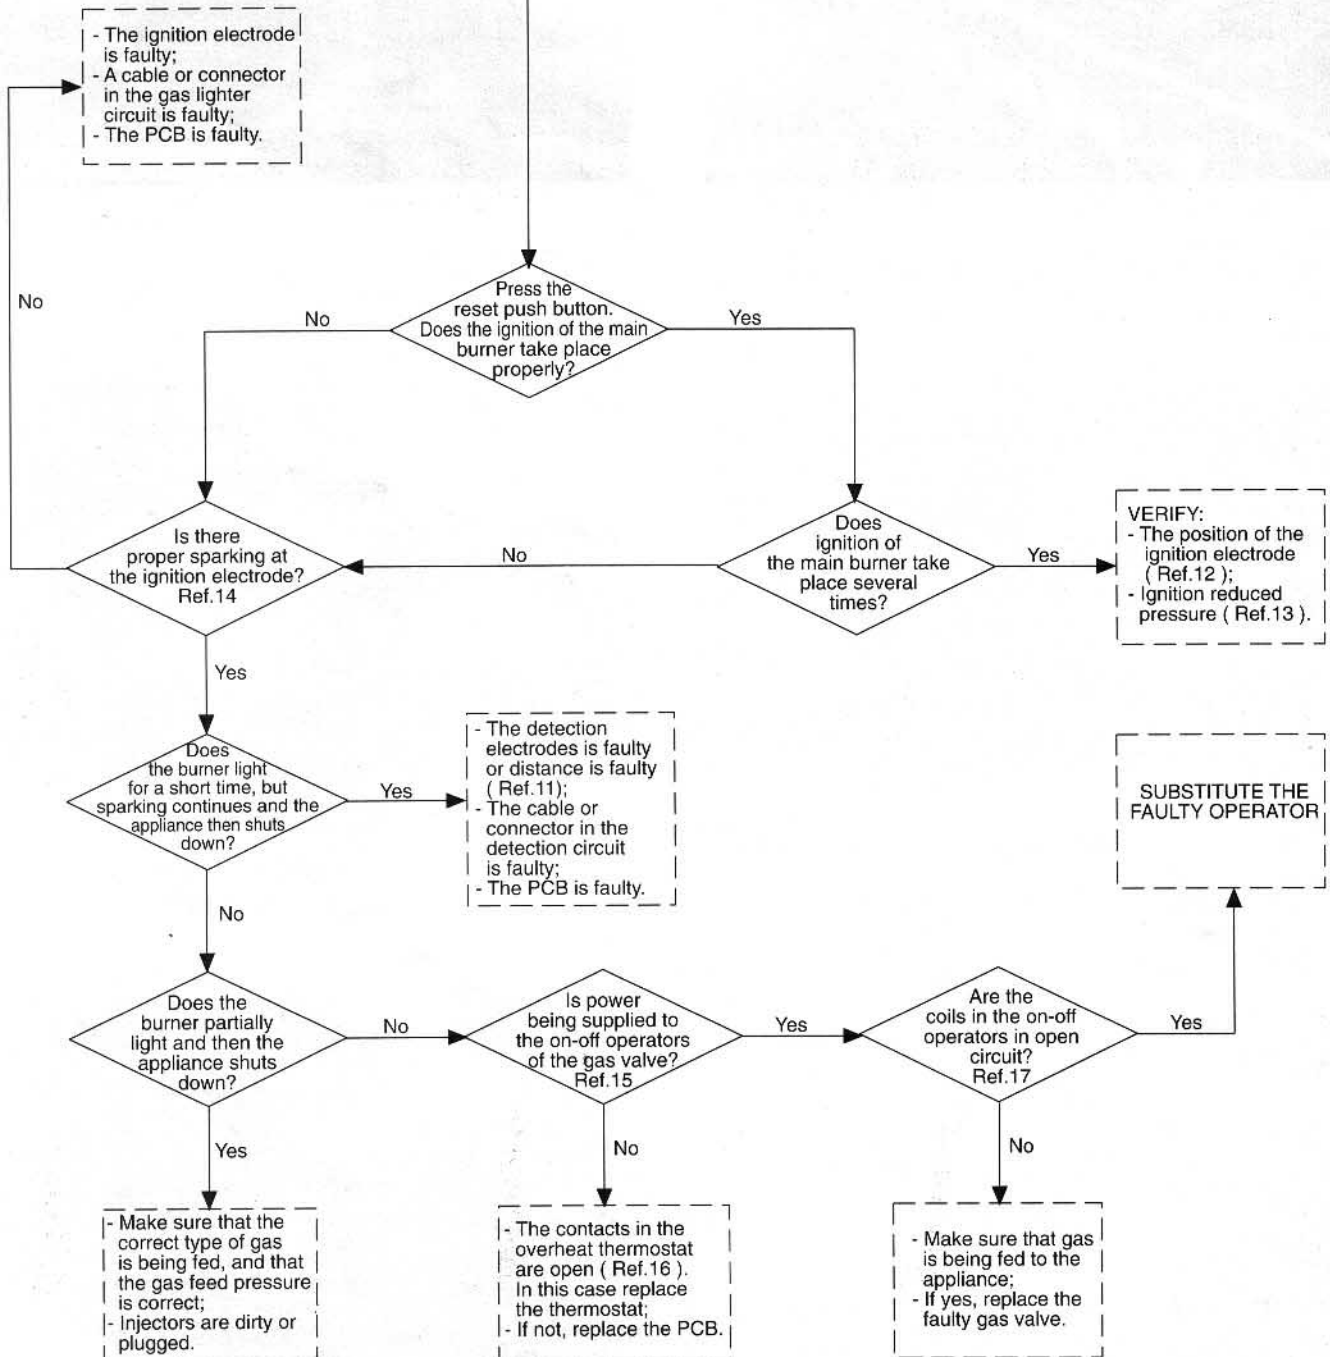 - The ignition electrode
is faulty;
- A cable or connector
in the gas lighter
circuit is faulty;
- The PCB is faulty.
No
Press the
reset push button.
Does the ignition of the main
burner take place
properly?
No
Yes
Is there
proper sparking at
the ignition electrode?
Ref.14
No
Does
ignition of
the main burner take
place several
times?
Yes
VERIFY:
- The position of the
ignition electrode
( Ref.12 );
- Ignition reduced
pressure ( Ref.13 ).
Yes
Does
the burner light
for a short time, but
sparking continues and the
appliance then shuts
down?
Yes
- The detection
electrodes is faulty
or distance is faulty
( Ref.11);
- The cable or
connector in the
detection circuit
is faulty;
- The PCB is faulty.
SUBSTITUTE THE
FAULTY OPERATOR
No
Does the
burner partially
light and then the
appliance shuts
down?
No
Is power
being supplied to
the on-off operators
of the gas valve?
Ref.15
Yes
Are the
coils in the on-off
operators in open
circuit?
Ref.17
Yes
Yes
No
No
- Make sure that the
correct type of gas
is being fed, and that
the gas feed pressure
is correct;
- Injectors are dirty or
plugged.
- The contacts in the
overheat thermostat
are open ( Ref.16 ).
In this case replace
the thermostat;
- If not, replace the PCB.
- Make sure that gas
is being fed to the
appliance;
- If yes, replace the
faulty gas valve.